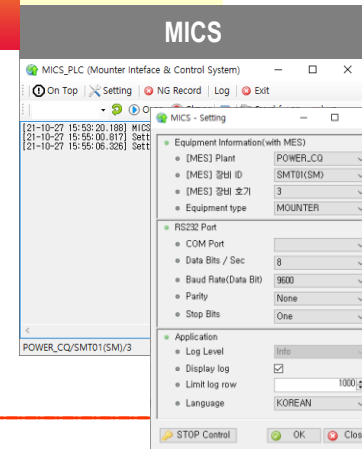 MICS
MICS_PLC (Mounter Inteface & Control System)
On Top Setting NG Record Log Exit
[21-10-27 15:53:20.188] MICS
[21-10-27 15:55:00.817] Sett
[21-10-27 15:55:06.326] Sett
POWER_CQ/SMT01(SM)/3
MICS - Setting
Equipment Information(with MES)
[MES] Plant POWER_CQ
[MES] 장비 ID SMT01(SM)
[MES] 장비 호기 3
Equipment type MOUNTER
RS232 Port
COM Port
Data Bits / Sec 8
Baud Rate(Data Bit) 9600
Parity None
Stop Bits One
Application
Log Level Info
Display log
Limit log row 1000
Language KOREAN
STOP Control OK Clos